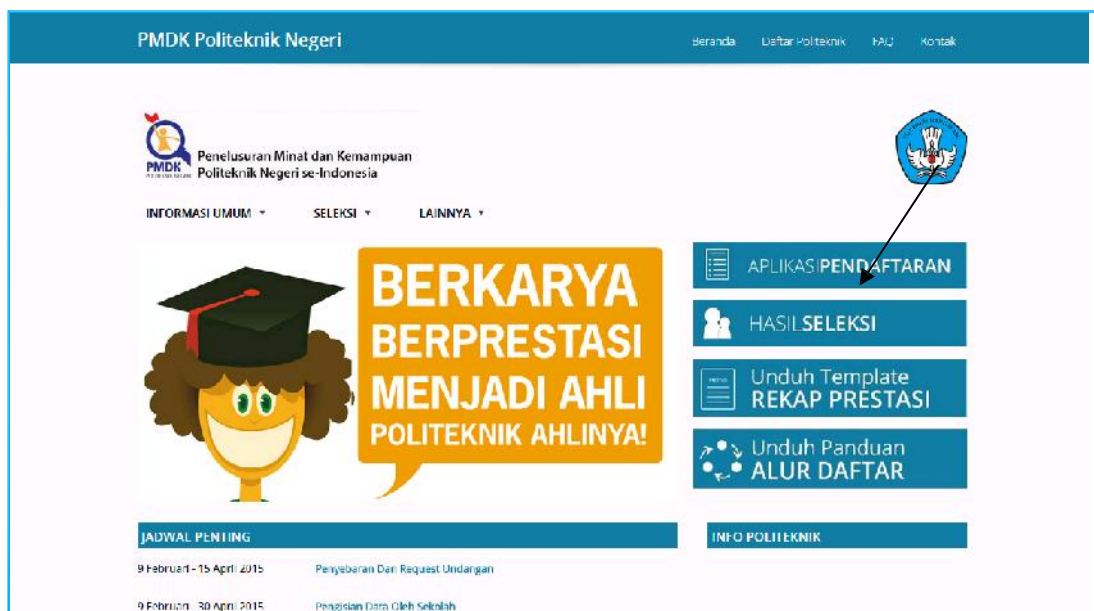 PMDK Politeknik Negeri
Beranda Daftar Politeknik FAQ Kontak
PMDK
Penelusuran Minat dan Kemampuan
Politeknik Negeri se-Indonesia
INFORMASI UMUM SELEKSI LAINNYA
BERKARYA
BERPRESTASI
MENJADI AHLI
POLITEKNIK AHLINYA!
APLIKASIPENDAFTARAN
HASILSELEKSI
Unduh Template
REKAP PRESTASI
Unduh Panduan
ALUR DAFTAR
JADWAL PENTING
9 Februari - 15 April 2015 Penyebaran Dan Request Undangan
9 Februari - 30 April 2015 Pengisian Data Oleh Sekolah
INFO POLITEKNIK